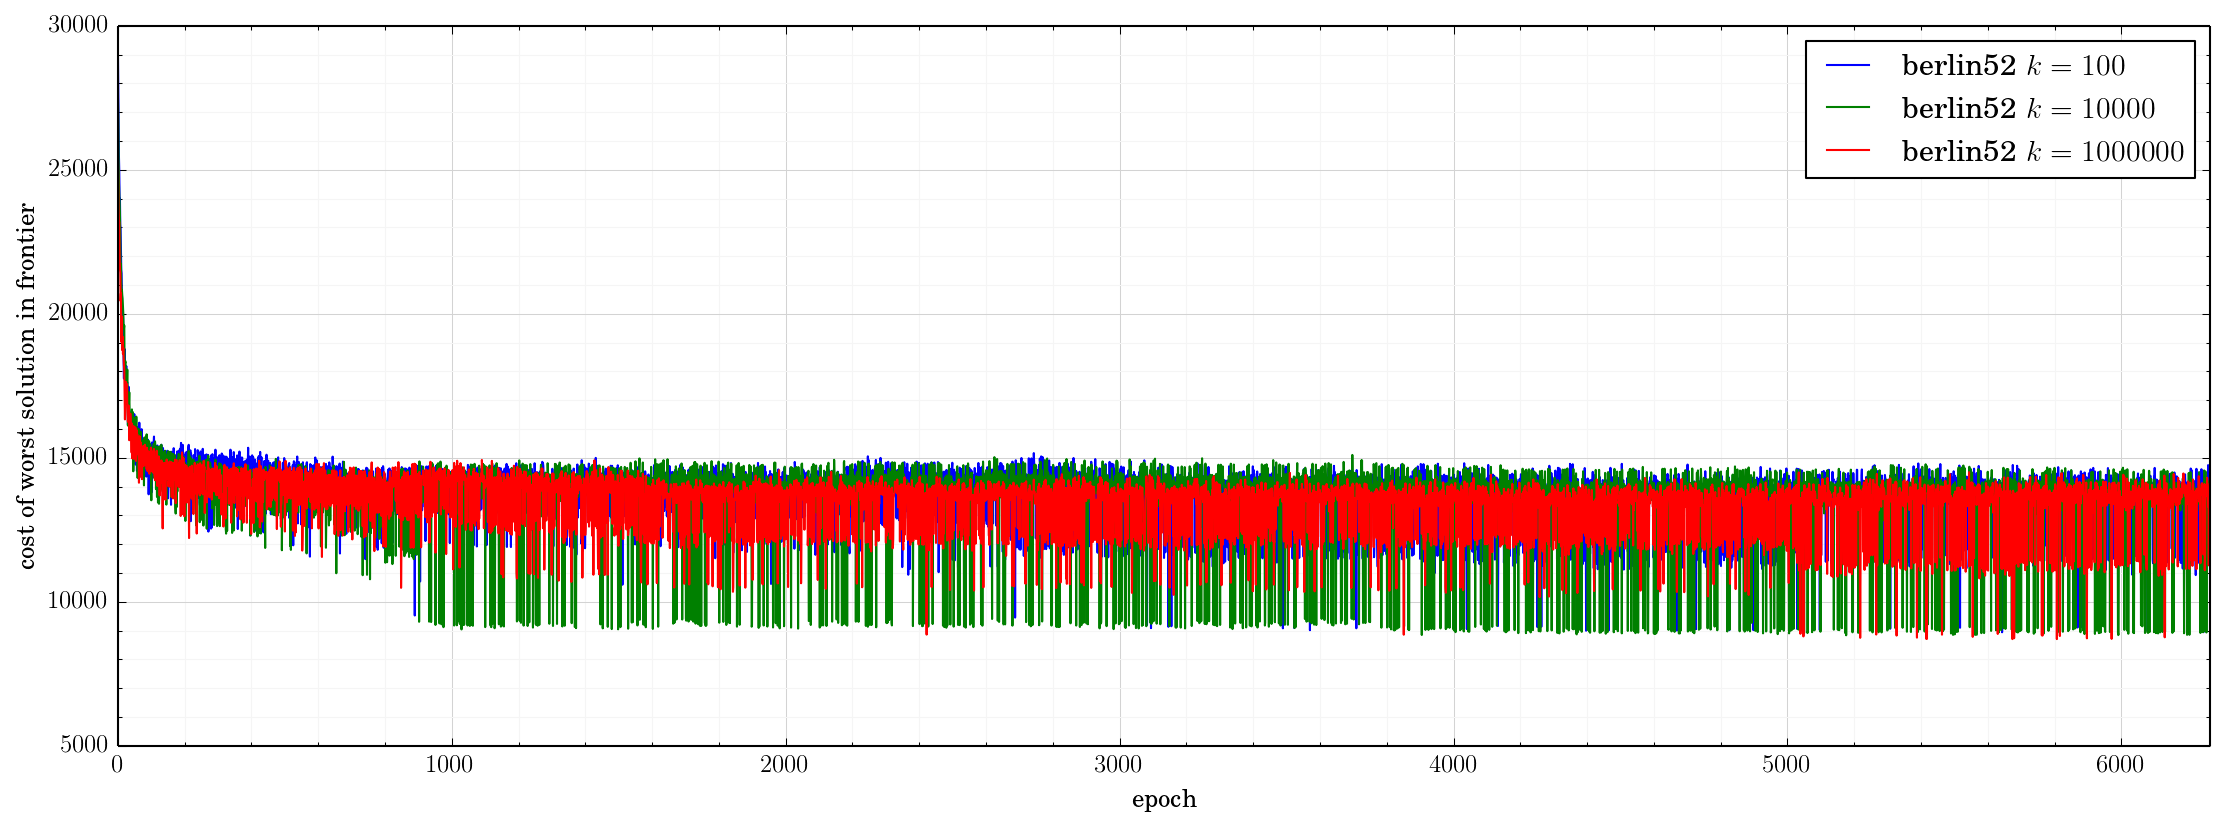 30000
25000
20000
15000
10000
5000
cost of worst solution in frontier
berlin52 k = 100
berlin52 k = 10000
berlin52 k = 1000000
0 1000 2000 3000 4000 5000 6000
epoch